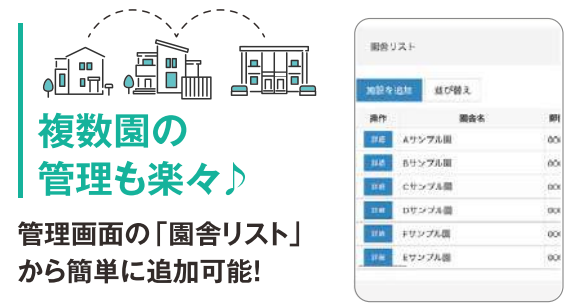 複数園の
管理も楽々♪
管理画面の「園舎リスト」
から簡単に追加可能!
園舎リスト
施設を追加 並び替え
操作 園舎名
詳細 Aサンプル園
詳細 Bサンプル園
詳細 Cサンプル園
詳細 Dサンプル園
詳細 Fサンプル園
詳細 Eサンプル園